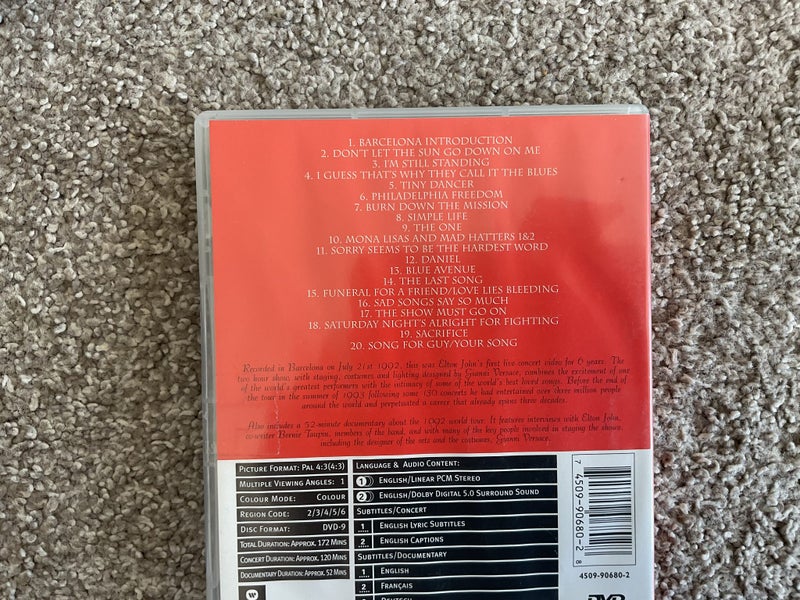 1. BARCELONA INTRODUCTION
2. DON'T LET THE SUN GO DOWN ON ME
3. I'M STILL STANDING
4. I GUESS THAT'S WHY THEY CALL IT THE BLUES
5. TINY DANCER
6. PHILADELPHIA FREEDOM
7. BURN DOWN THE MISSION
8. SIMPLE LIFE
9. THE ONE
10. MONA LISAS AND MAD HATTERS 1&2
11. SORRY SEEMS TO BE THE HARDEST WORD
12. DANIEL
13. BLUE AVENUE
14. THE LAST SONG
15. FUNERAL FOR A FRIEND/LOVE LIES BLEEDING
16. SAD SONGS SAY SO MUCH
17. THE SHOW MUST GO ON
18. SATURDAY NIGHT'S ALRIGHT FOR FIGHTING
19. SACRIFICE
20. SONG FOR GUY/YOUR SONG
Recorded in Barcelona on July 21st 1992, this was Elton John's first live concert video for 6 years. The
two hour show, with staging, costumes and lighting designed by Gianni Versace, combines the excitement of one
of the world's greatest performers with the intimacy of some of the world's best loved songs. Before the end of
the tour in the summer of 1993 following some 130 concerts he had entertained over three million people
around the world and perpetuated a career that already spans three decades.
Also includes a 52-minute documentary about the 1992 world tour. It features interviews with Elton John,
co-writer Bernie Taupin, members of the band, and with many of the key people involved in staging the shows,
including the designer of the sets and the costumes, Gianni Versace.
PICTURE FORMAT: PAL 4:3(4:3)
MULTIPLE VIEWING ANGLES: 1
COLOUR MODE: COLOUR
REGION CODE: 2/3/4/5/6
DISC FORMAT: DVD-9
TOTAL DURATION: APPROX. 172 MINS
CONCERT DURATION: APPROX. 120 MINS
DOCUMENTARY DURATION: APPROX. 52 MINS
LANGUAGE & AUDIO CONTENT:
1 ENGLISH/LINEAR PCM STEREO
2 ENGLISH/DOLBY DIGITAL 5.0 SURROUND SOUND
SUBTITLES/CONCERT
1 ENGLISH LYRIC SUBTITLES
2 ENGLISH CAPTIONS
SUBTITLES/DOCUMENTARY
1 ENGLISH
2 FRANÇAIS
DEUTSCH
7 4509-90680-2 8
4509-90680-2
DVD